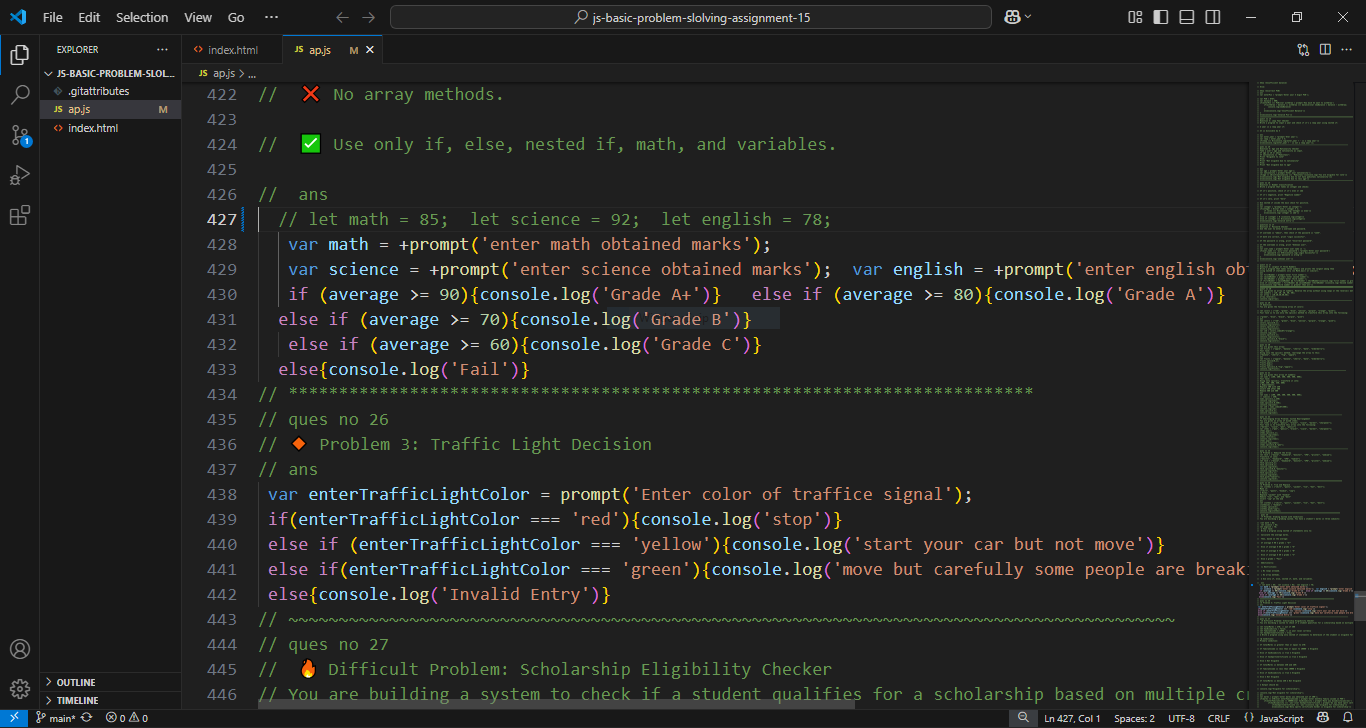 File Edit Selection View Go ···
js-basic-problem-slolving-assignment-15
EXPLORER ···
JS-BASIC-PROBLEM-SLOL...
.gitattributes
JS ap.js M
<> index.html
OUTLINE
TIMELINE
<> index.html
JS ap.js M
JS ap.js > ...
422 // ❌ No array methods.
423
424 // ✅ Use only if, else, nested if, math, and variables.
425
426 // ans
427 // let math = 85; let science = 92; let english = 78;
428 var math = +prompt('enter math obtained marks');
429 var science = +prompt('enter science obtained marks'); var english = +prompt('enter english ob
430 if (average >= 90){console.log('Grade A+')} else if (average >= 80){console.log('Grade A')}
431 else if (average >= 70){console.log('Grade B')}
432 else if (average >= 60){console.log('Grade C')}
433 else{console.log('Fail')}
434 // **************************************************************************
435 // ques no 26
436 // 🔸 Problem 3: Traffic Light Decision
437 // ans
438 var enterTrafficLightColor = prompt('Enter color of traffice signal');
439 if(enterTrafficLightColor === 'red'){console.log('stop')}
440 else if (enterTrafficLightColor === 'yellow'){console.log('start your car but not move')}
441 else if(enterTrafficLightColor === 'green'){console.log('move but carefully some people are break
442 else{console.log('Invalid Entry')}
443 // ~~~~~~~~~~~~~~~~~~~~~~~~~~~~~~~~~~~~~~~~~~~~~~~~~~~~~~~~~~~~~~~~~~~~~~~~~~~~~~~~~~~~~~~~
444 // ques no 27
445 // 🔥 Difficult Problem: Scholarship Eligibility Checker
446 // You are building a system to check if a student qualifies for a scholarship based on multiple cr
1
main* 0 0 Ln 427, Col 1 Spaces: 2 UTF-8 CRLF {} JavaScript